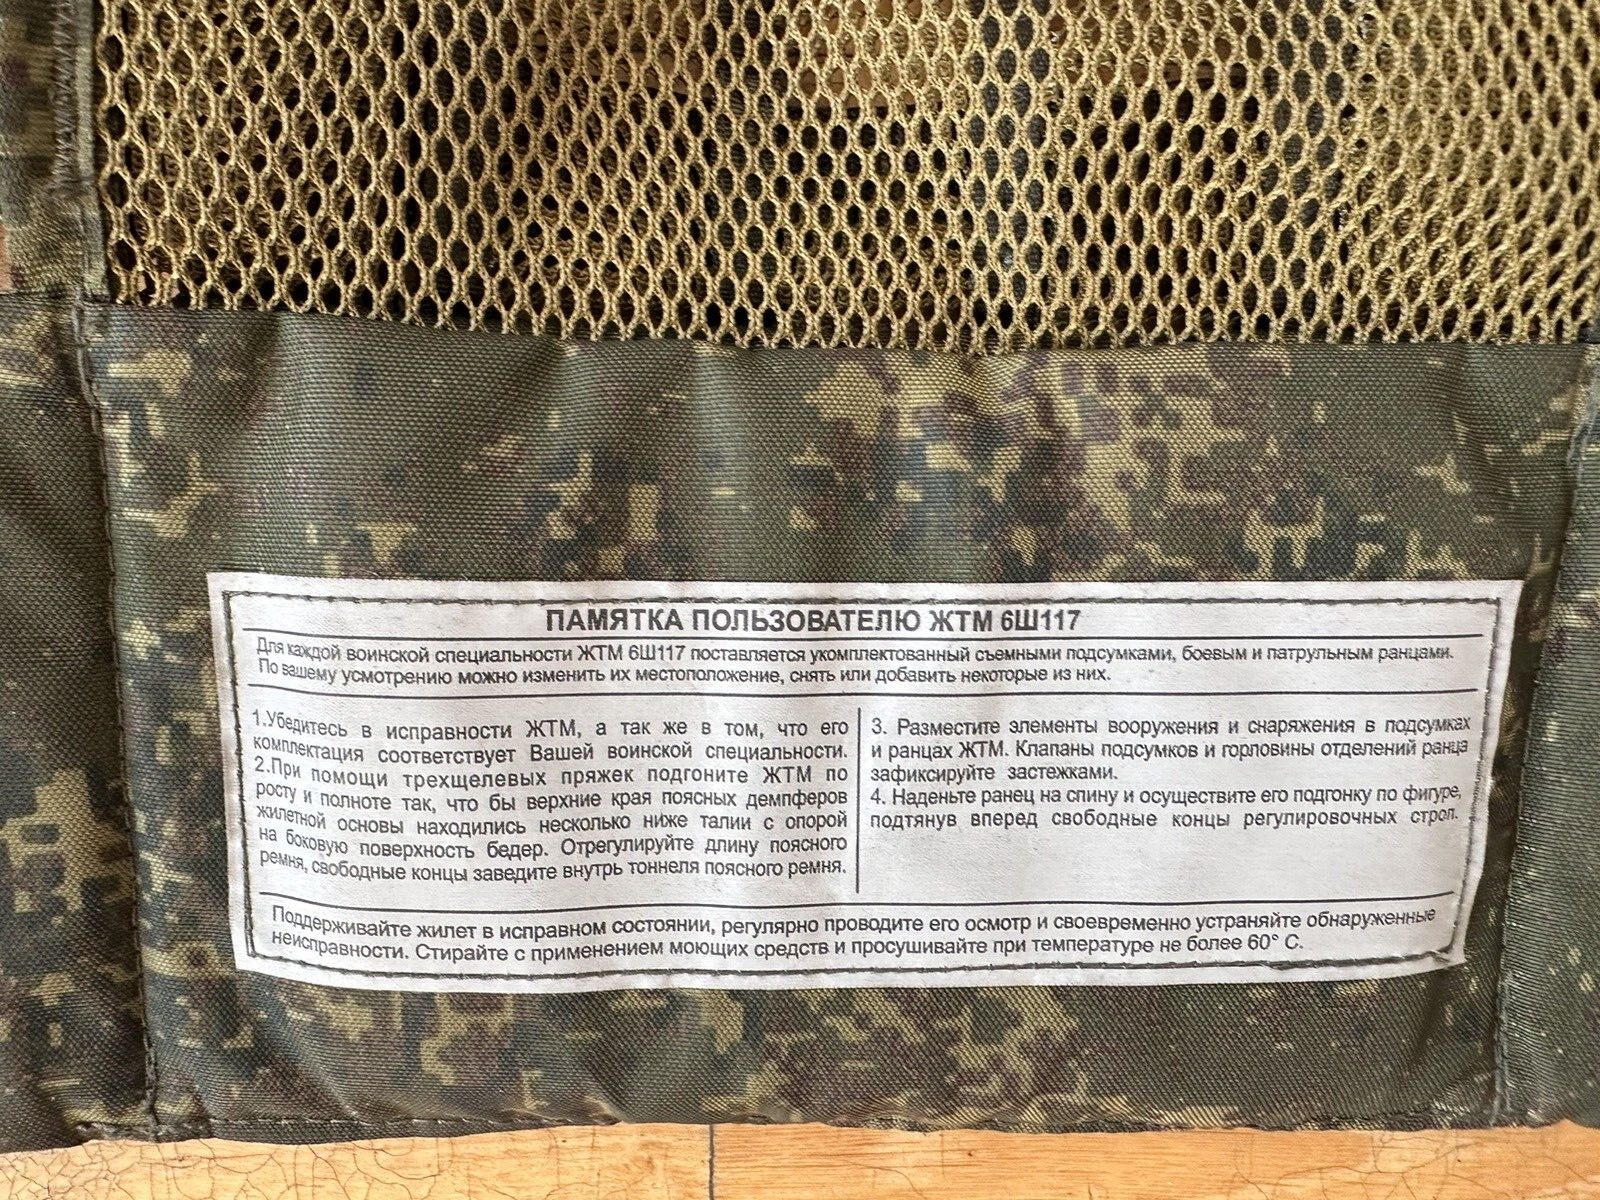 ПАМЯТКА ПОЛЬЗОВАТЕЛЮ ЖТМ 6Ш117
Для каждой воинской специальности ЖТМ 6Ш117 поставляется укомплектованный съемными подсумками, боевым и патрульным ранцами.
По вашему усмотрению можно изменить их местоположение, снять или добавить некоторые из них.
1.Убедитесь в исправности ЖТМ, а так же в том, что его
комплектация соответствует Вашей воинской специальности.
2.При помощи трехщелевых пряжек подгоните ЖТМ по
росту и полноте так, что бы верхние края поясных демпферов
жилетной основы находились несколько ниже талии с опорой
на боковую поверхность бедер. Отрегулируйте длину поясного
ремня, свободные концы заведите внутрь тоннеля поясного ремня.
3. Разместите элементы вооружения и снаряжения в подсумках
и ранцах ЖТМ. Клапаны подсумков и горловины отделений ранца
зафиксируйте застежками.
4. Наденьте ранец на спину и осуществите его подгонку по фигуре,
подтянув вперед свободные концы регулировочных строп.
Поддерживайте жилет в исправном состоянии, регулярно проводите его осмотр и своевременно устраняйте обнаруженные
неисправности. Стирайте с применением моющих средств и просушивайте при температуре не более 60° С.